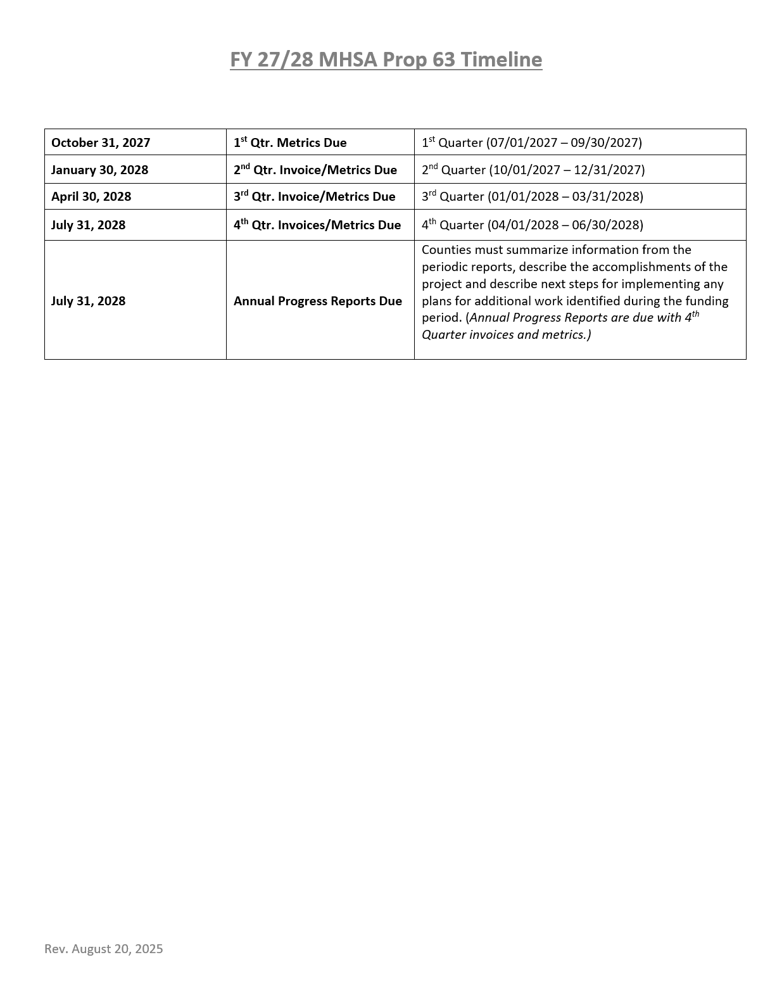 FY 27/28 MHSA Prop 63 Timeline
October 31, 2027
1st Qtr. Metrics Due
1st Quarter (07/01/2027 – 09/30/2027)
January 30, 2028
2nd Qtr. Invoice/Metrics Due
2nd Quarter (10/01/2027 – 12/31/2027)
April 30, 2028
3rd Qtr. Invoice/Metrics Due
3rd Quarter (01/01/2028 – 03/31/2028)
July 31, 2028
4th Qtr. Invoices/Metrics Due
4th Quarter (04/01/2028 – 06/30/2028)
July 31, 2028
Annual Progress Reports Due
Counties must summarize information from the
periodic reports, describe the accomplishments of the
project and describe next steps for implementing any
plans for additional work identified during the funding
period. (Annual Progress Reports are due with 4th
Quarter invoices and metrics.)
Rev. August 20, 2025